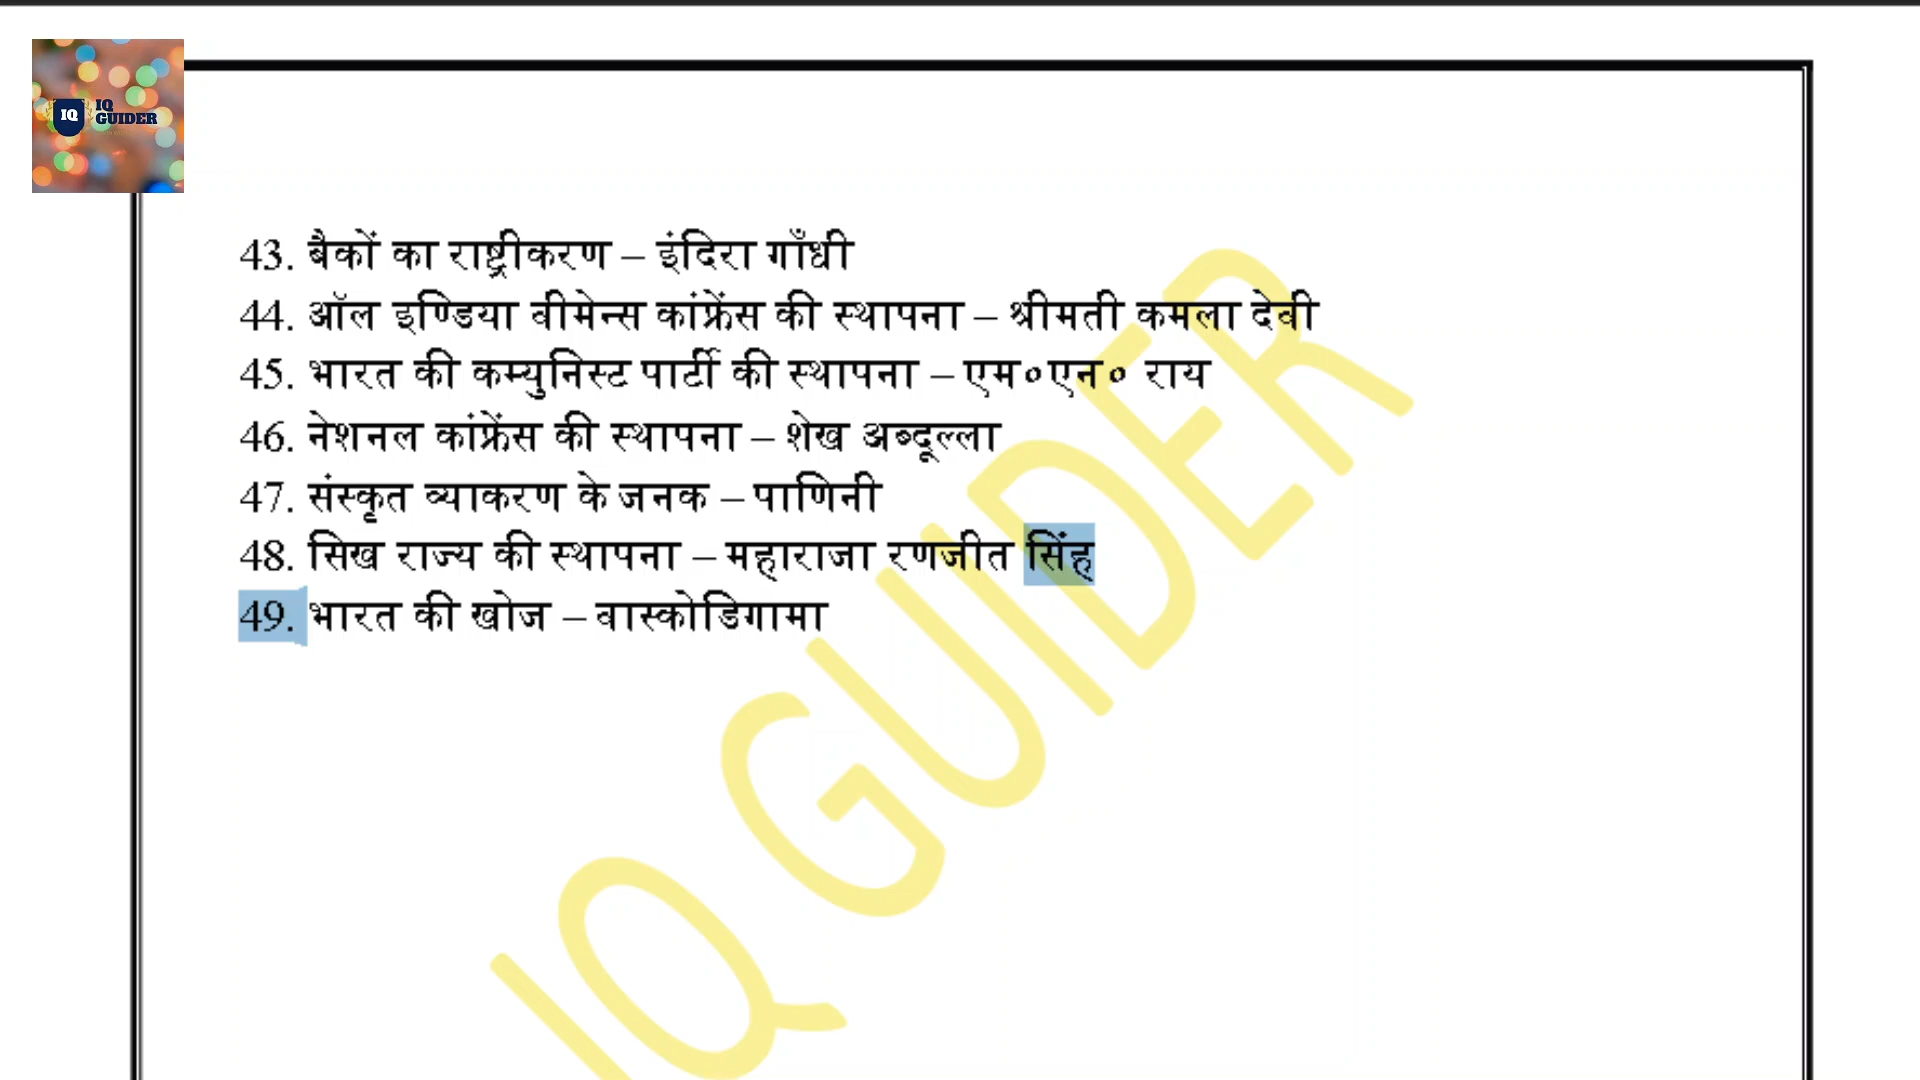 IQ
IQ
GUIDER
43. बैकों का राष्ट्रीकरण – इंदिरा गाँधी
44. ऑल इण्डिया वीमेन्स कांफ्रेंस की स्थापना – श्रीमती कमला देवी
45. भारत की कम्युनिस्ट पार्टी की स्थापना – एम०एन० राय
46. नेशनल कांफ्रेंस की स्थापना – शेख अब्दूल्ला
47. संस्कृत व्याकरण के जनक – पाणिनी
48. सिख राज्य की स्थापना – महाराजा रणजीत सिंह
49. भारत की खोज – वास्कोडिगामा
IQ GUIDER